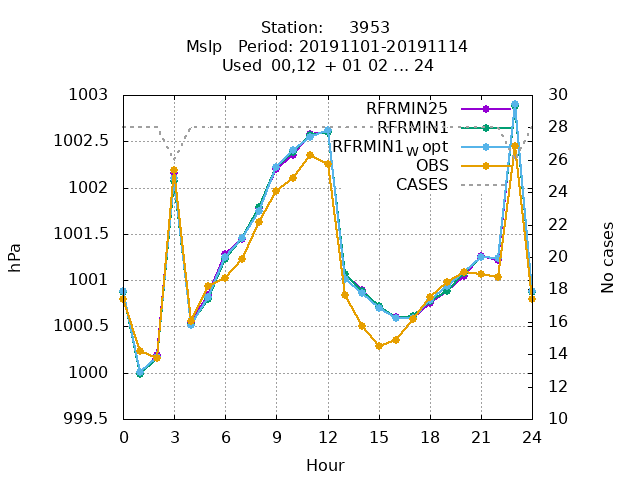 Station: 3953
Mslp Period: 20191101-20191114
Used 00,12 + 01 02 ... 24
1003
1002.5
1002
1001.5
1001
1000.5
1000
999.5
30
28
26
24
22
20
18
16
14
12
10
RFRMIN25
RFRMIN1
RFRMIN1w opt
OBS
CASES
hPa
No cases
0 3 6 9 12 15 18 21 24
Hour